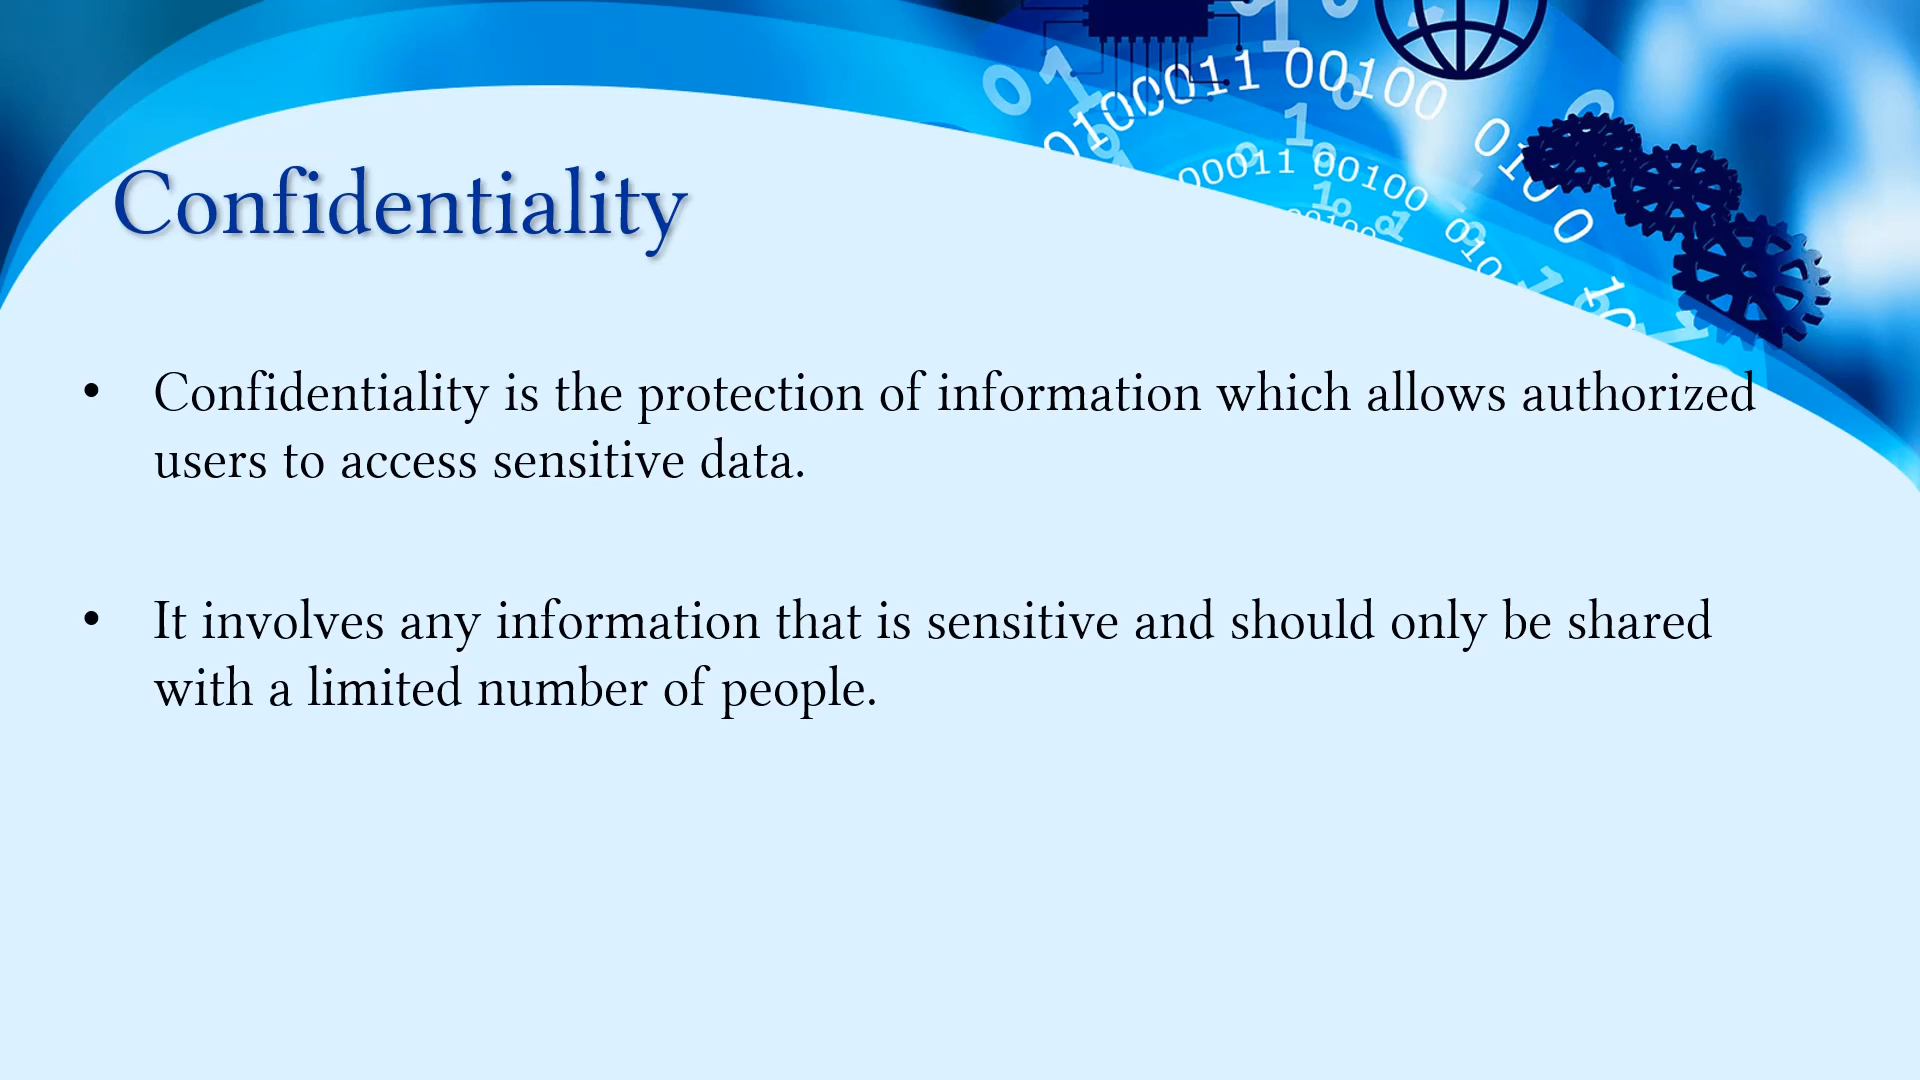 Confidentiality
• Confidentiality is the protection of information which allows authorized
users to access sensitive data.
• It involves any information that is sensitive and should only be shared
with a limited number of people.